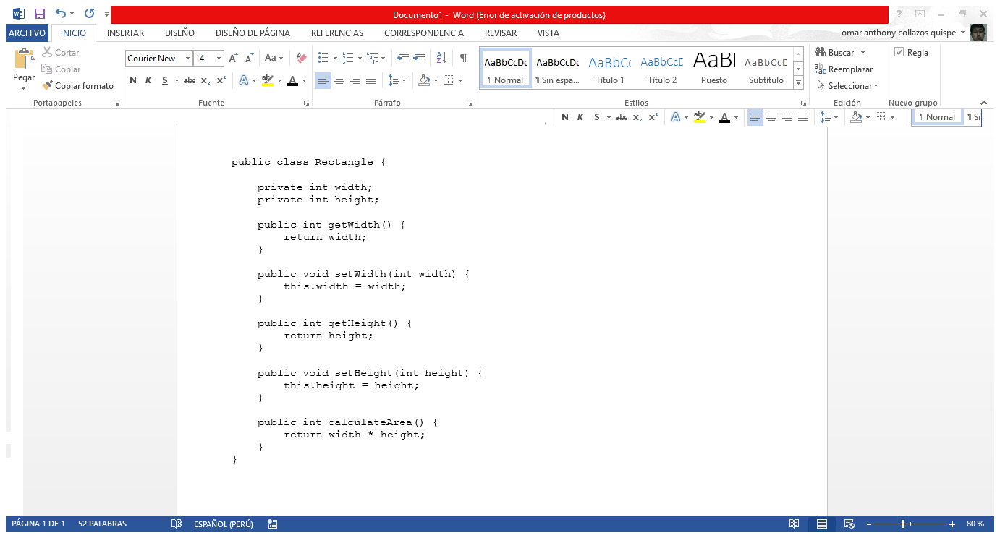 Documento1 - Word (Error de activación de productos)
ARCHIVO INICIO INSERTAR DISEÑO DISEÑO DE PÁGINA REFERENCIAS CORRESPONDENCIA REVISAR VISTA omar anthony collazos quispe
Pegar
Cortar
Copiar
Copiar formato
Portapapeles
Courier New 14
N K S abc x₂ x²
Fuente
Párrafo
AaBbCcDc AaBbCcDc AaBbC( AaBbCcD AaB AaBbCcD
¶ Normal ¶ Sin espa... Título 1 Título 2 Puesto Subtítulo
Estilos
Buscar
Reemplazar
Seleccionar
Edición
Regla
Nuevo grupo
N K S abc x₂ x² A ¶ Normal ¶ Si
public class Rectangle {
    private int width;
    private int height;
    public int getWidth() {
        return width;
    }
    public void setWidth(int width) {
        this.width = width;
    }
    public int getHeight() {
        return height;
    }
    public void setHeight(int height) {
        this.height = height;
    }
    public int calculateArea() {
        return width * height;
    }
}
PÁGINA 1 DE 1 52 PALABRAS ESPAÑOL (PERÚ) 80 %